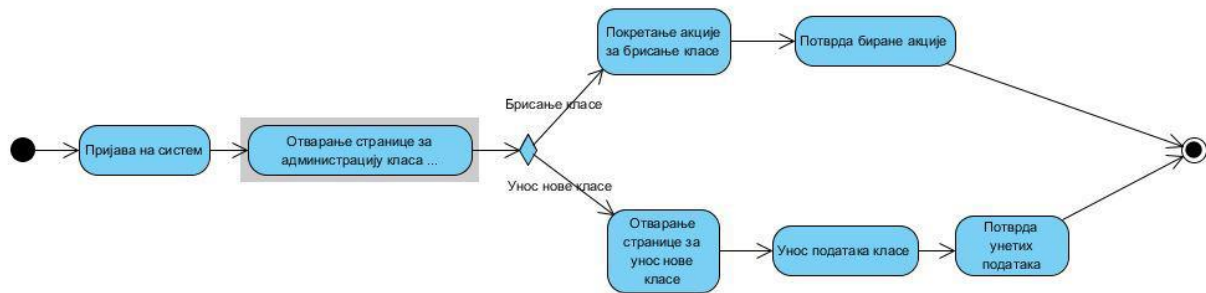 Покретање акције
за брисање класе
Потврда биране акције
Брисање класе
Пријава на систем
Отварање странице за
администрацију класа ...
Унос нове класе
Отварање
странице за
унос нове
класе
Унос података класе
Потврда
унетих
података